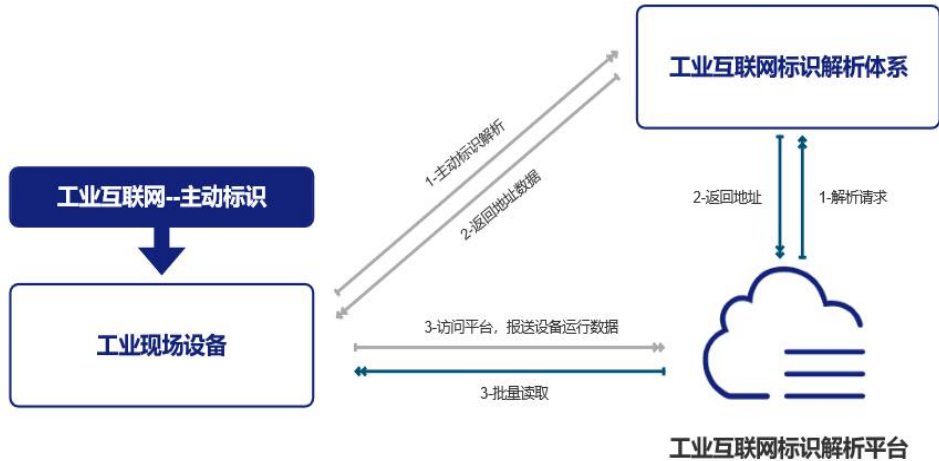 工业互联网标识解析体系
1-主动标识解析
2-返回地址数据
工业互联网--主动标识
2-返回地址
1-解析请求
工业现场设备
3-访问平台，报送设备运行数据
3-批量读取
工业互联网标识解析平台